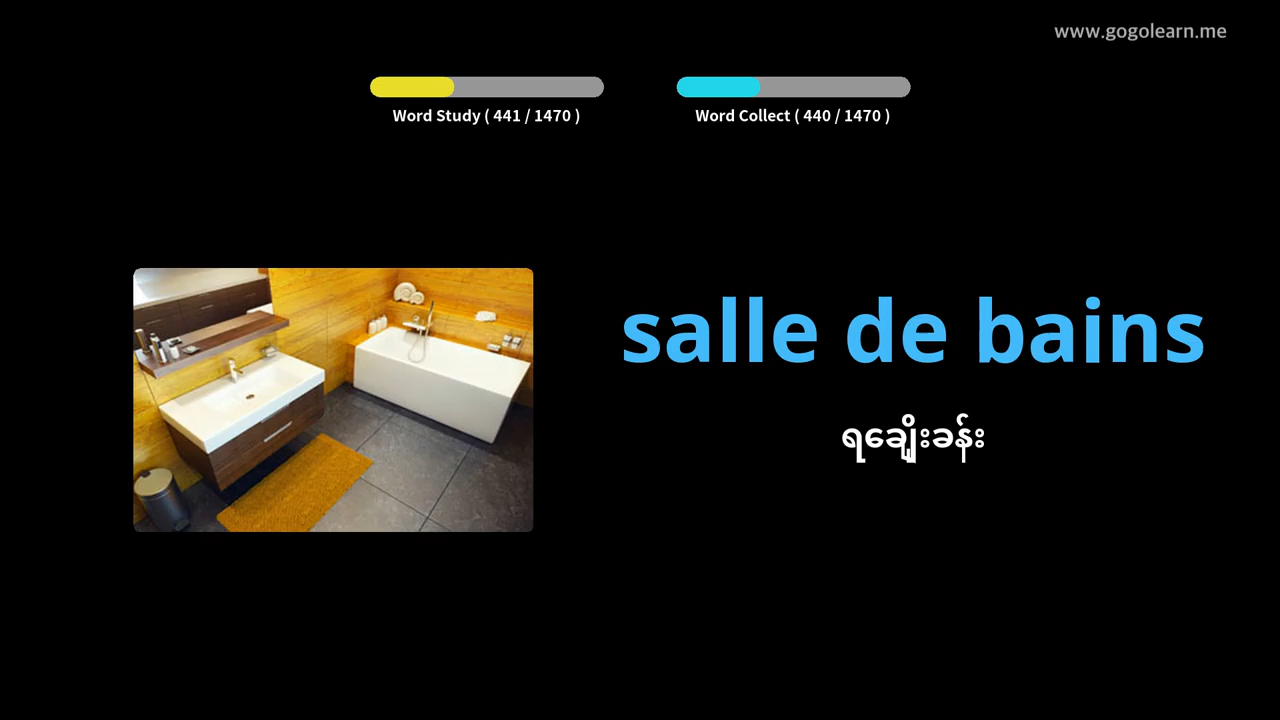 www.gogolearn.me
Word Study ( 441 / 1470 )
Word Collect ( 440 / 1470 )
salle de bains
ရချေိုးခန်း